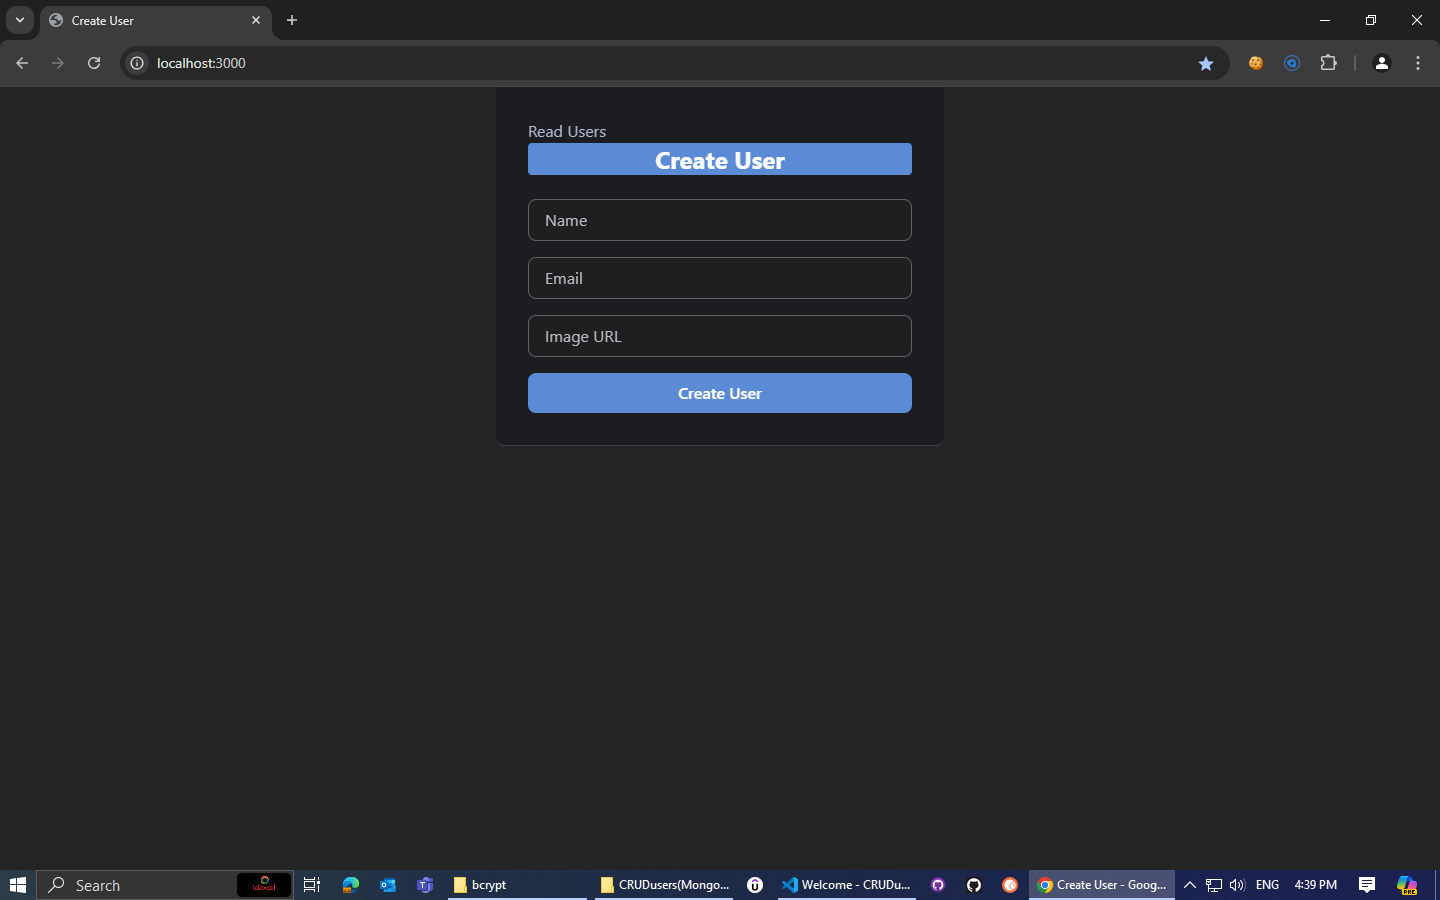 Create User
localhost:3000
Read Users
Create User
Name
Email
Image URL
Create User
Search
bcrypt
CRUDusers(Mongo...
Welcome - CRUDu...
Create User - Goog...
ENG
4:39 PM
PRE